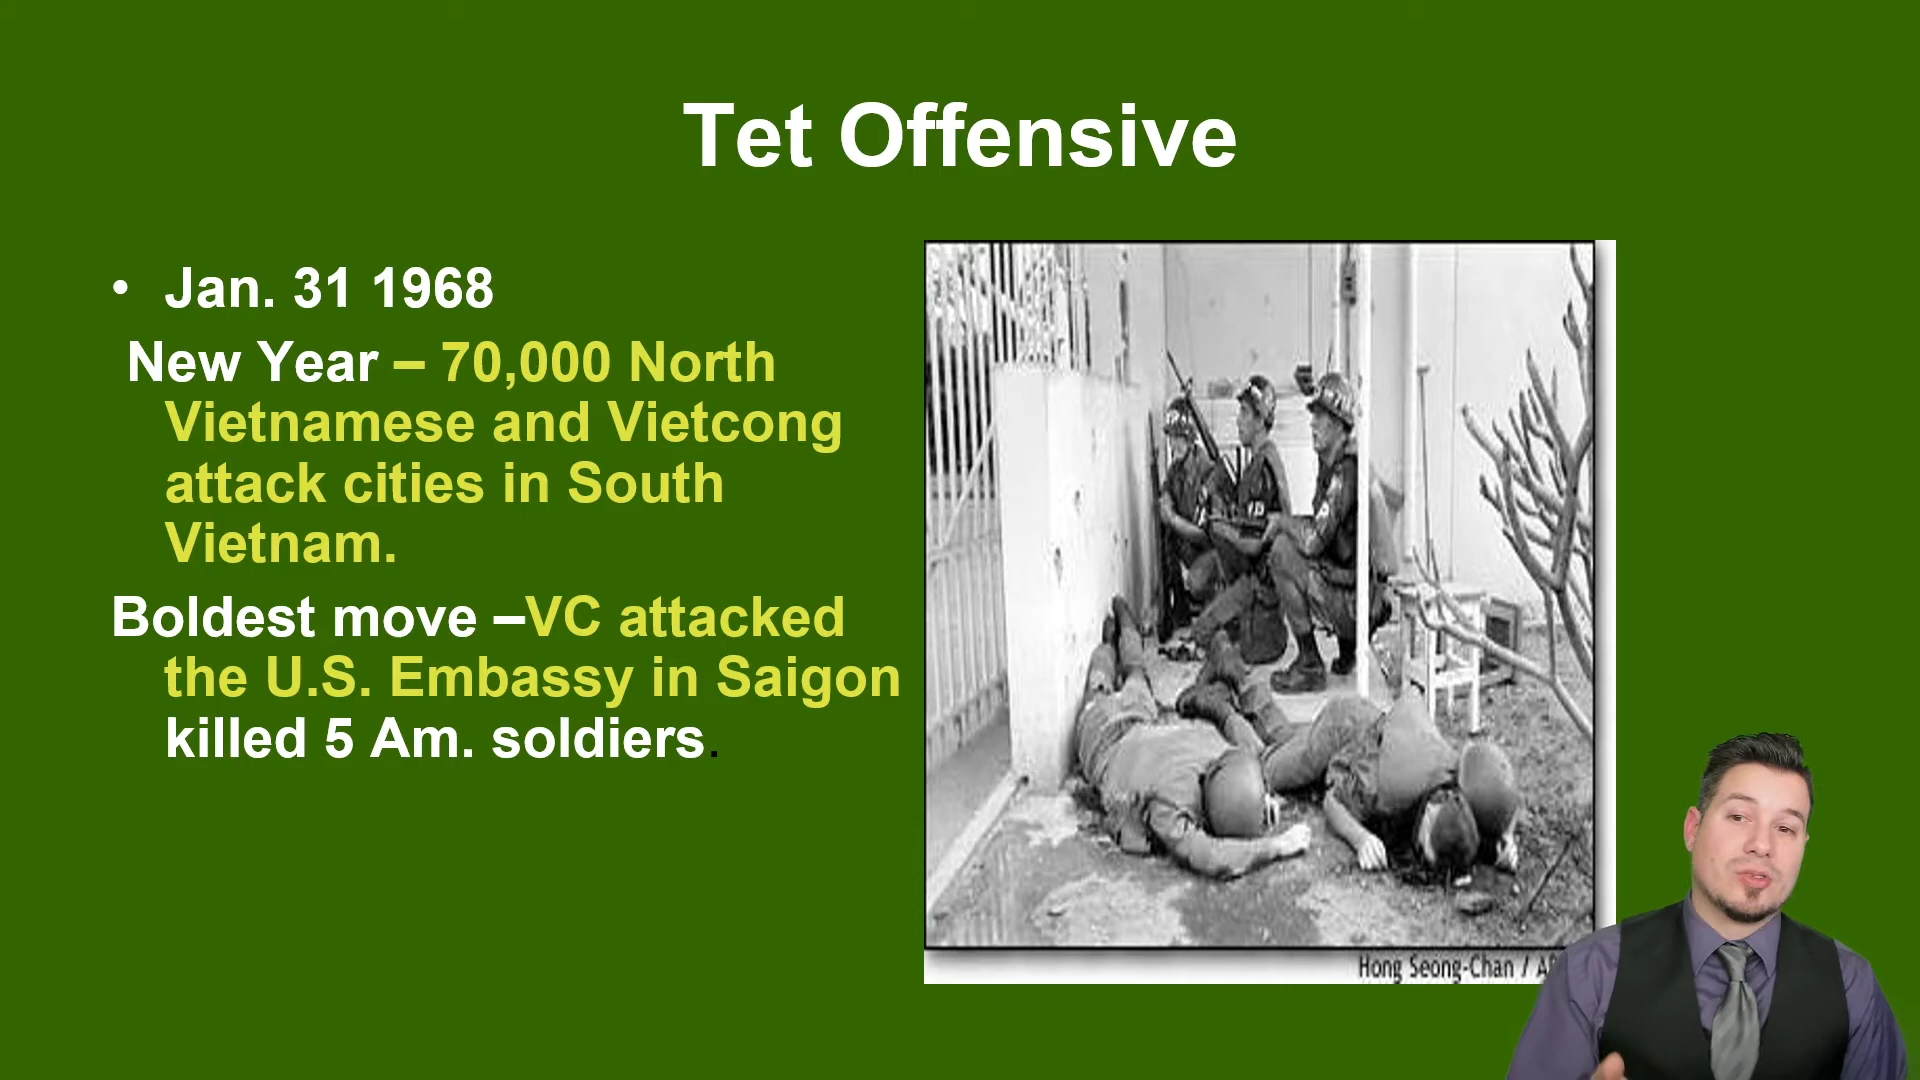 Tet Offensive
• Jan. 31 1968
New Year – 70,000 North
Vietnamese and Vietcong
attack cities in South
Vietnam.
Boldest move –VC attacked
the U.S. Embassy in Saigon
killed 5 Am. soldiers.
Hong Seong-Chan /